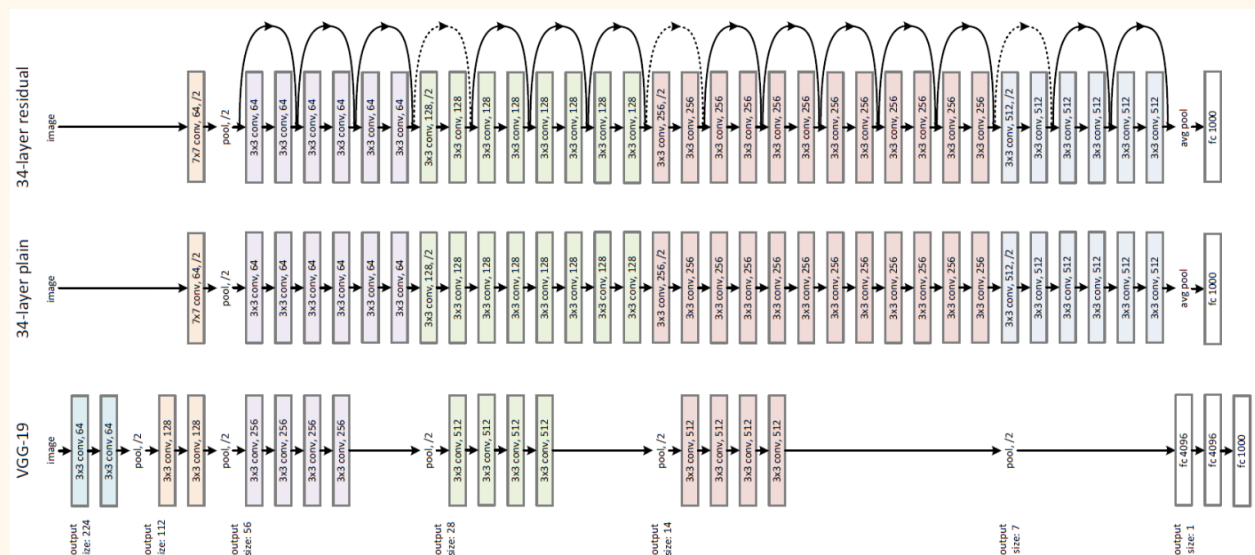 34-layer residual
image
7x7 conv, 64, /2
pool, /2
3x3 conv, 64
3x3 conv, 64
3x3 conv, 64
3x3 conv, 64
3x3 conv, 64
3x3 conv, 64
3x3 conv, 128, /2
3x3 conv, 128
3x3 conv, 128
3x3 conv, 128
3x3 conv, 128
3x3 conv, 128
3x3 conv, 128
3x3 conv, 128
3x3 conv, 256, /2
3x3 conv, 256
3x3 conv, 256
3x3 conv, 256
3x3 conv, 256
3x3 conv, 256
3x3 conv, 256
3x3 conv, 256
3x3 conv, 256
3x3 conv, 256
3x3 conv, 256
3x3 conv, 256
3x3 conv, 512, /2
3x3 conv, 512
3x3 conv, 512
3x3 conv, 512
3x3 conv, 512
3x3 conv, 512
avg pool
fc 1000
34-layer plain
image
7x7 conv, 64, /2
pool, /2
3x3 conv, 64
3x3 conv, 64
3x3 conv, 64
3x3 conv, 64
3x3 conv, 64
3x3 conv, 64
3x3 conv, 128, /2
3x3 conv, 128
3x3 conv, 128
3x3 conv, 128
3x3 conv, 128
3x3 conv, 128
3x3 conv, 128
3x3 conv, 128
3x3 conv, 256, /2
3x3 conv, 256
3x3 conv, 256
3x3 conv, 256
3x3 conv, 256
3x3 conv, 256
3x3 conv, 256
3x3 conv, 256
3x3 conv, 256
3x3 conv, 256
3x3 conv, 256
3x3 conv, 256
3x3 conv, 512, /2
3x3 conv, 512
3x3 conv, 512
3x3 conv, 512
3x3 conv, 512
3x3 conv, 512
avg pool
fc 1000
VGG-19
image
3x3 conv, 64
3x3 conv, 64
pool, /2
3x3 conv, 128
3x3 conv, 128
pool, /2
3x3 conv, 256
3x3 conv, 256
3x3 conv, 256
3x3 conv, 256
pool, /2
3x3 conv, 512
3x3 conv, 512
3x3 conv, 512
3x3 conv, 512
pool, /2
3x3 conv, 512
3x3 conv, 512
3x3 conv, 512
3x3 conv, 512
pool, /2
fc 4096
fc 4096
fc 1000
output
size: 224
output
size: 112
output
size: 56
output
size: 28
output
size: 14
output
size: 7
output
size: 1